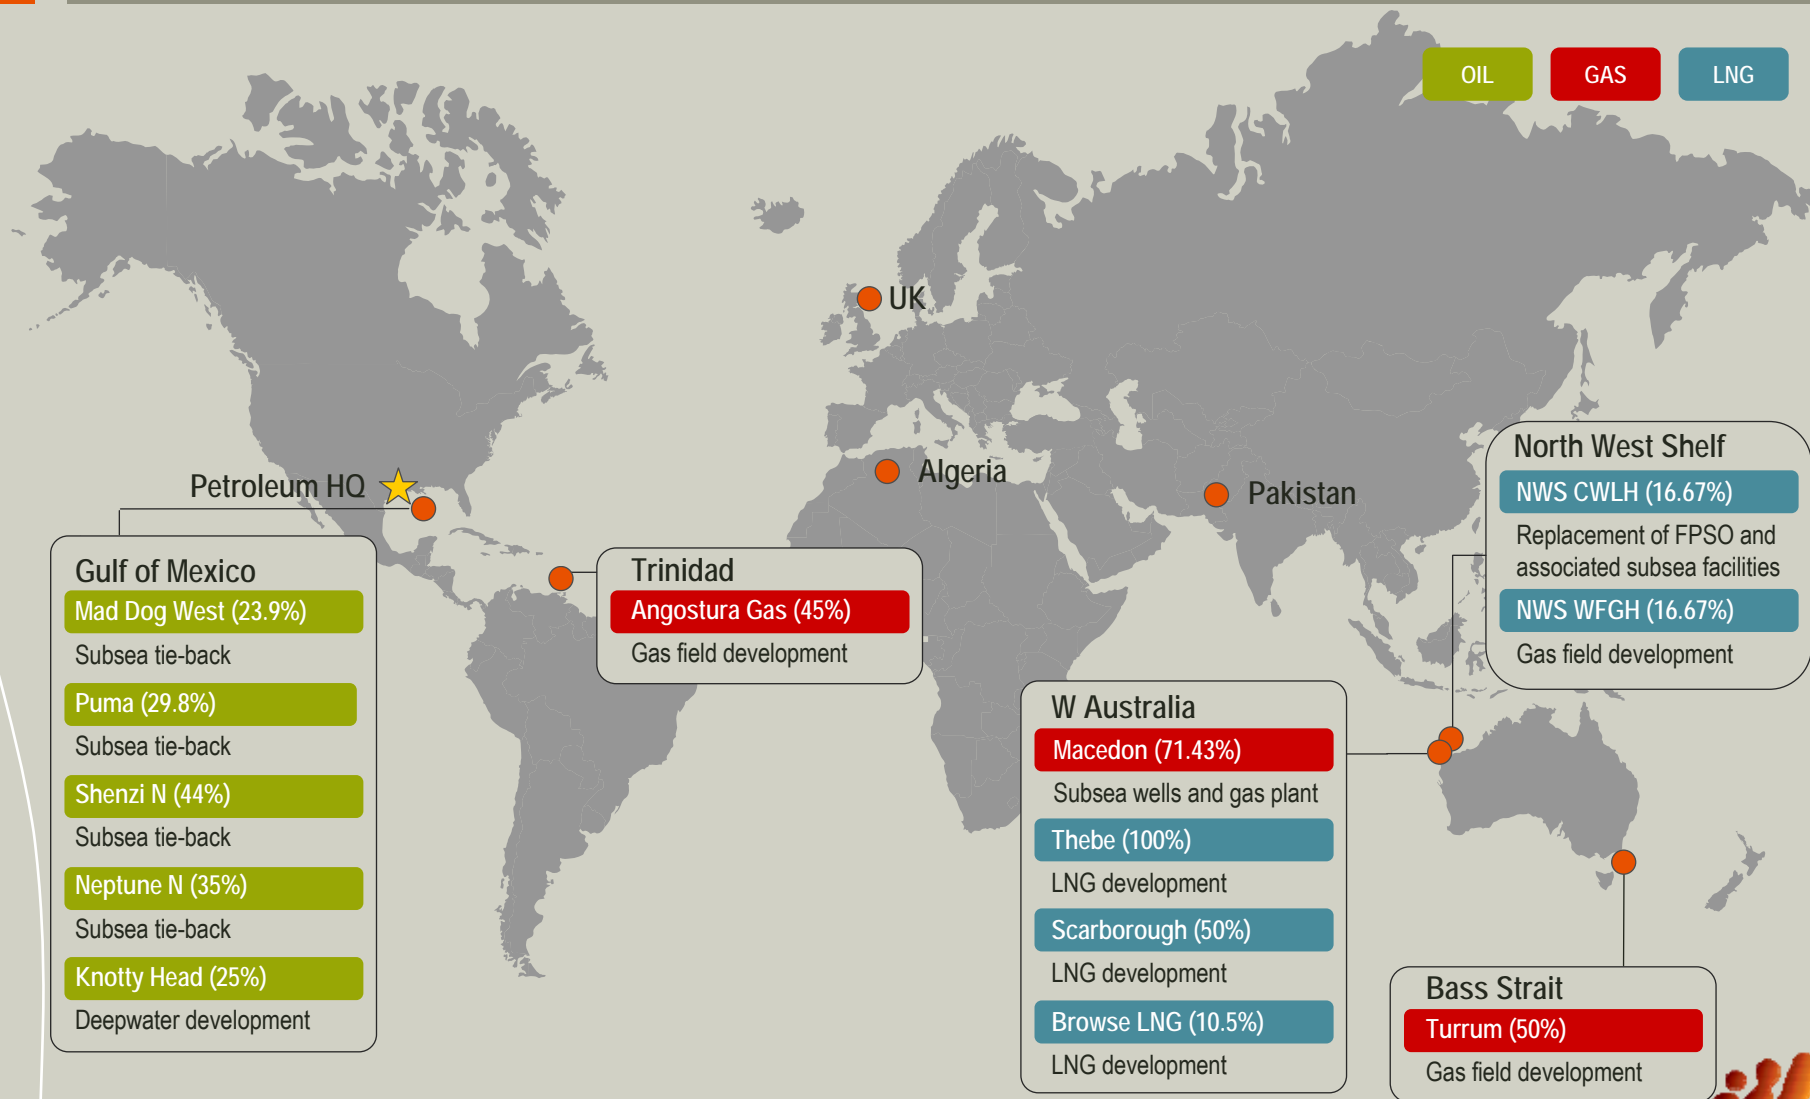 OIL
GAS
LNG
UK
Algeria
Pakistan
Petroleum HQ
Gulf of Mexico
Mad Dog West (23.9%)
Subsea tie-back
Puma (29.8%)
Subsea tie-back
Shenzi N (44%)
Subsea tie-back
Neptune N (35%)
Subsea tie-back
Knotty Head (25%)
Deepwater development
Trinidad
Angostura Gas (45%)
Gas field development
North West Shelf
NWS CWLH (16.67%)
Replacement of FPSO and
associated subsea facilities
NWS WFGH (16.67%)
Gas field development
W Australia
Macedon (71.43%)
Subsea wells and gas plant
Thebe (100%)
LNG development
Scarborough (50%)
LNG development
Browse LNG (10.5%)
LNG development
Bass Strait
Turrum (50%)
Gas field development